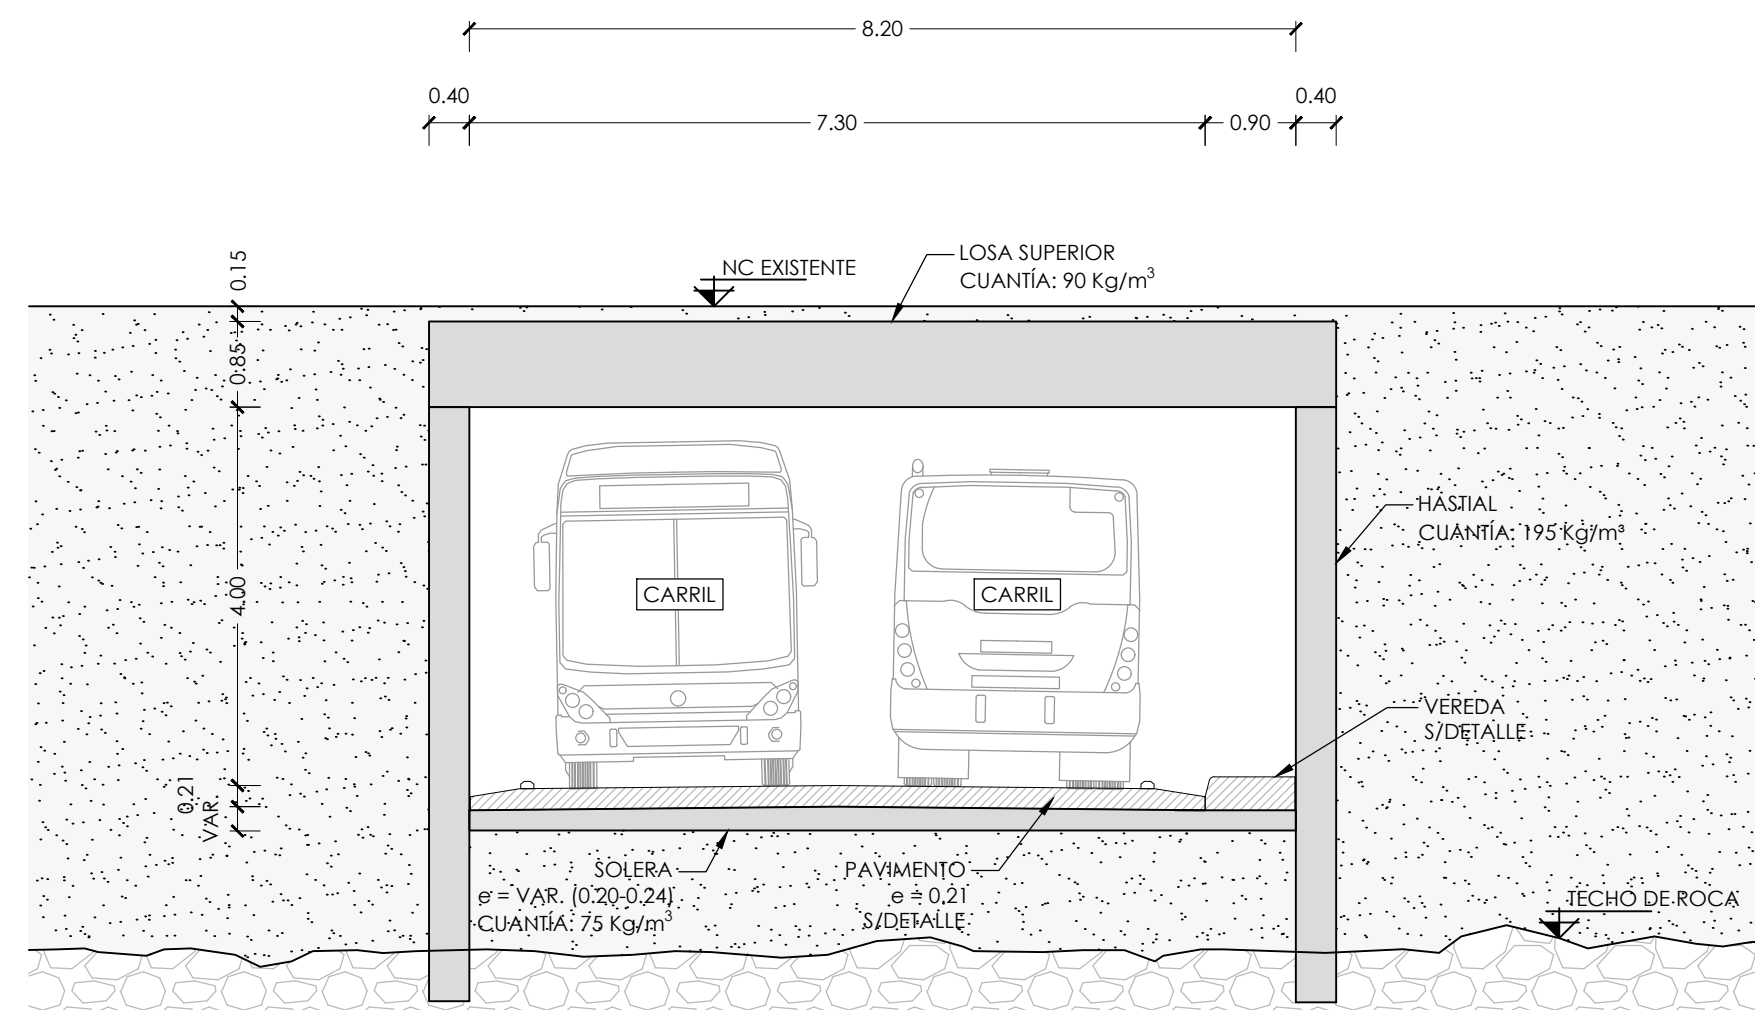 8.20
0.40
0.40
7.30
0.90
0.15
NC EXISTENTE
LOSA SUPERIOR
CUANTÍA: 90 Kg/m³
0.85
HASTIAL
CUANTÍA: 195 Kg/m³
4.00
CARRIL
CARRIL
VEREDA
S/DETALLE
0.21
VAR.
SOLERA
e = VAR. (0.20-0.24)
CUANTÍA: 75 Kg/m³
PAVIMENTO
e = 0,21
S/DETALLE
TECHO DE ROCA